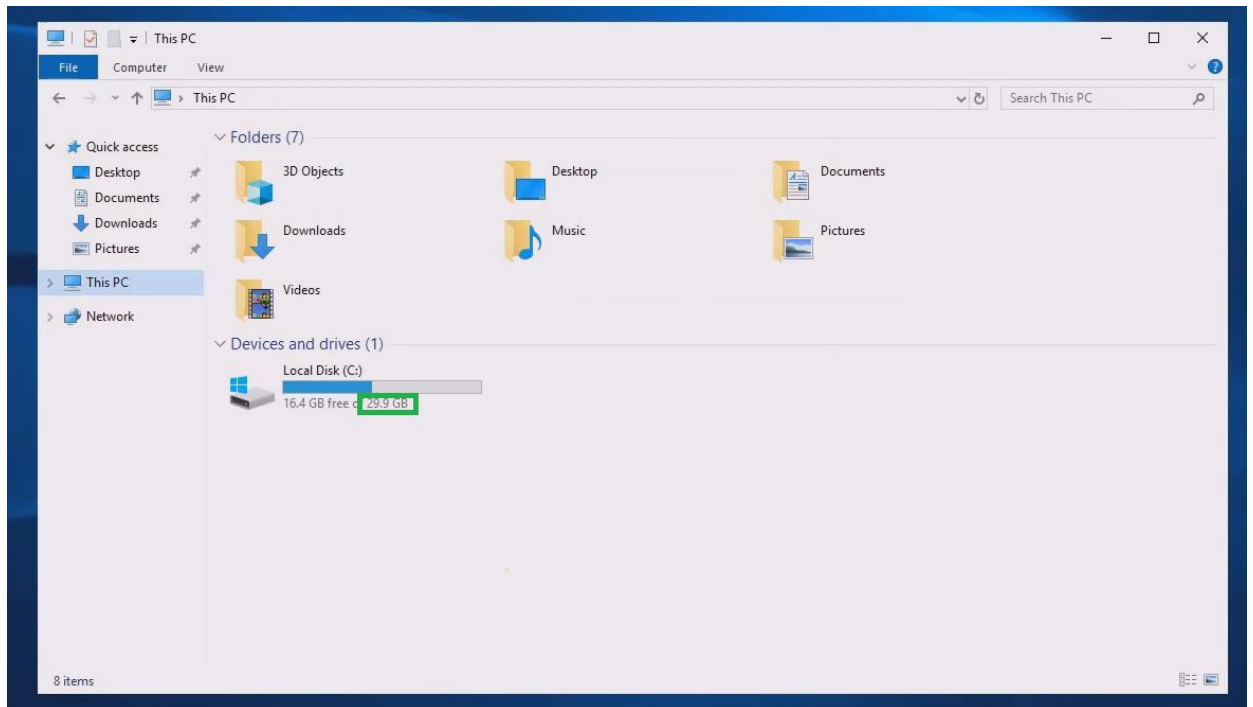 This PC
File Computer View
This PC
Search This PC
Quick access
Desktop
Documents
Downloads
Pictures
This PC
Network
Folders (7)
3D Objects
Desktop
Documents
Downloads
Music
Pictures
Videos
Devices and drives (1)
Local Disk (C:)
16.4 GB free 29.9 GB
8 items